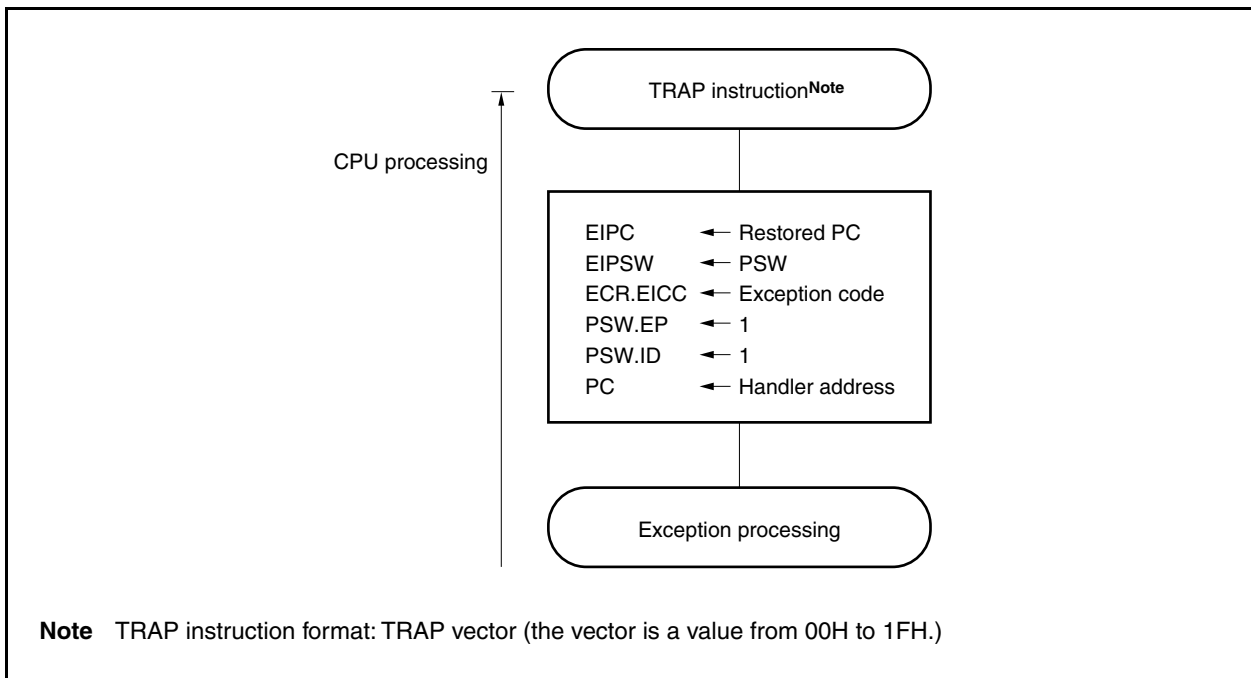 TRAP instructionNote
CPU processing
EIPC ← Restored PC
EIPSW ← PSW
ECR.EICC ← Exception code
PSW.EP ← 1
PSW.ID ← 1
PC ← Handler address
Exception processing
Note TRAP instruction format: TRAP vector (the vector is a value from 00H to 1FH.)